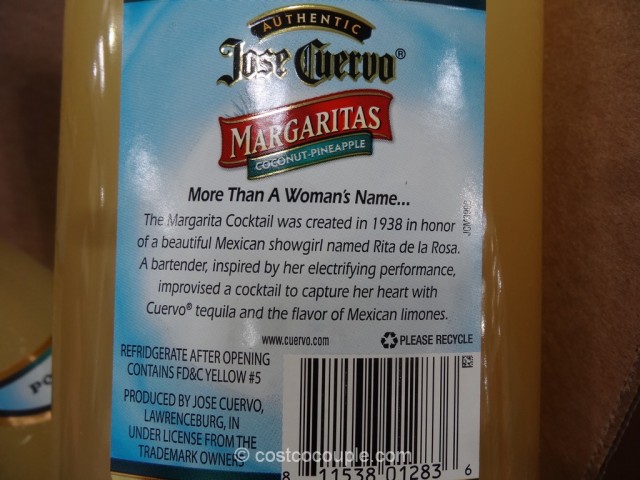 AUTHENTIC
Jose Cuervo®
MARGARITAS
COCONUT-PINEAPPLE
More Than A Woman's Name...
The Margarita Cocktail was created in 1938 in honor
of a beautiful Mexican showgirl named Rita de la Rosa.
A bartender, inspired by her electrifying performance,
improvised a cocktail to capture her heart with
Cuervo® tequila and the flavor of Mexican limones.
www.cuervo.com
PLEASE RECYCLE
REFRIDGERATE AFTER OPENING
CONTAINS FD&C YELLOW #5
PRODUCED BY JOSE CUERVO,
LAWRENCEBURG, IN
UNDER LICENSE FROM THE
TRADEMARK OWNERS
8 11538 01283 6
© costcocouple.com
PO